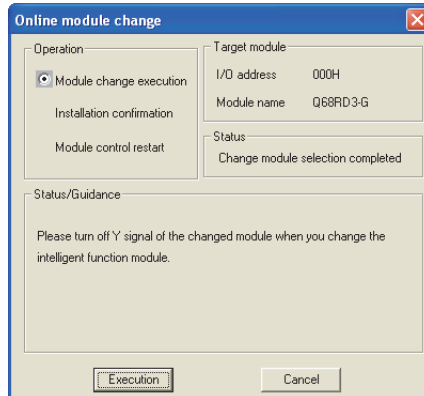 Online module change
Operation
Module change execution
Installation confirmation
Module control restart
Target module
I/O address 000H
Module name Q68RD3-G
Status
Change module selection completed
Status/Guidance
Please turn off Y signal of the changed module when you change the
intelligent function module.
Execution
Cancel